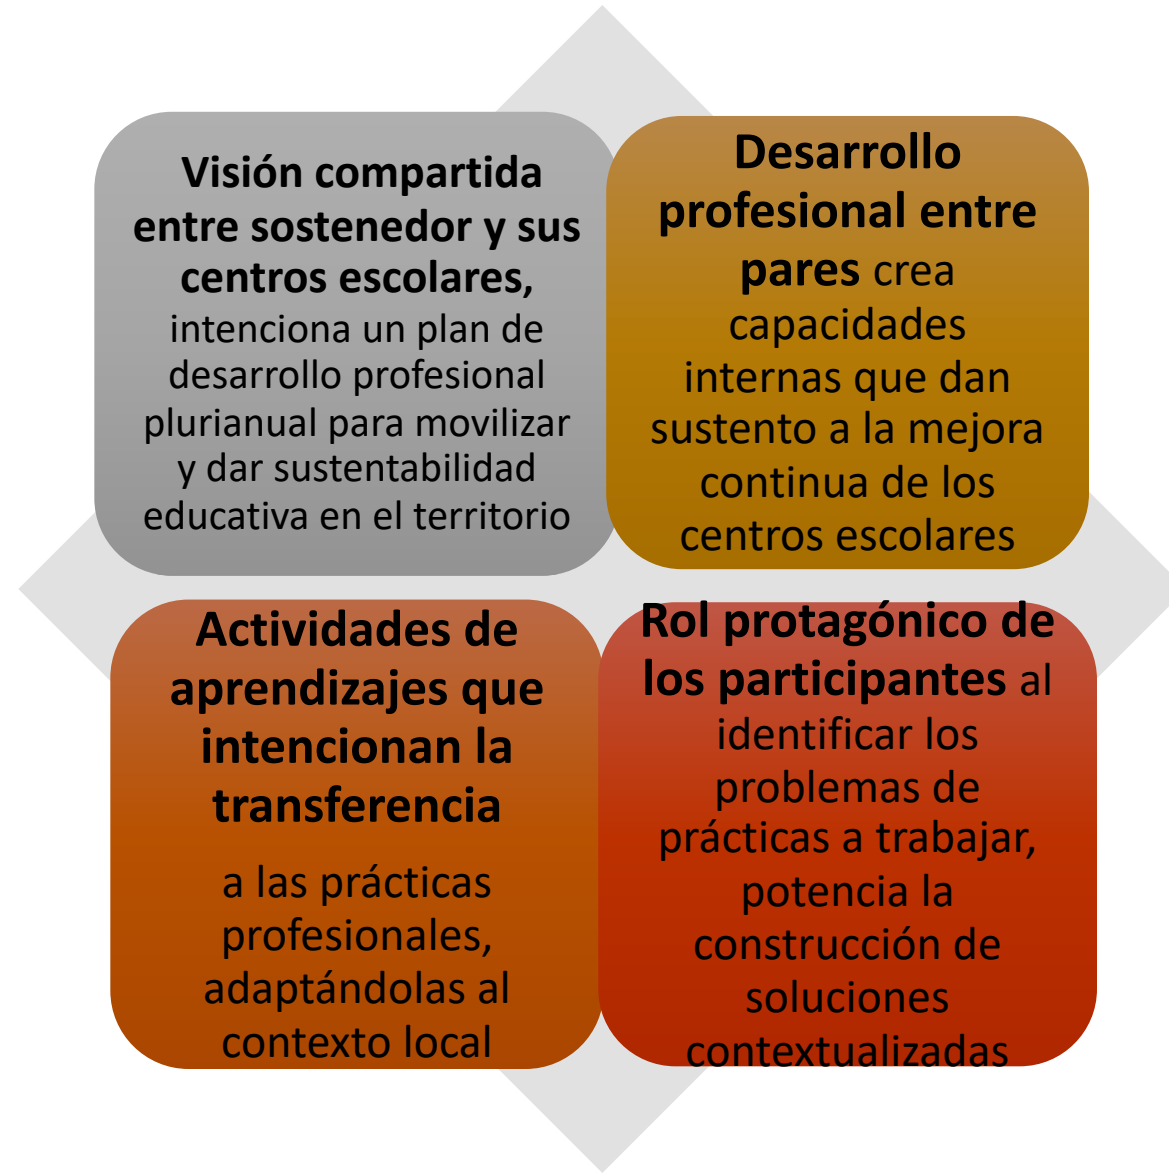 Visión compartida
entre sostenedor y sus
centros escolares,
intenciona un plan de
desarrollo profesional
plurianual para movilizar
y dar sustentabilidad
educativa en el territorio
Desarrollo
profesional entre
pares crea
capacidades
internas que dan
sustento a la mejora
continua de los
centros escolares
Actividades de
aprendizajes que
intencionan la
transferencia
a las prácticas
profesionales,
adaptándolas al
contexto local
Rol protagónico de
los participantes al
identificar los
problemas de
prácticas a trabajar,
potencia la
construcción de
soluciones
contextualizadas